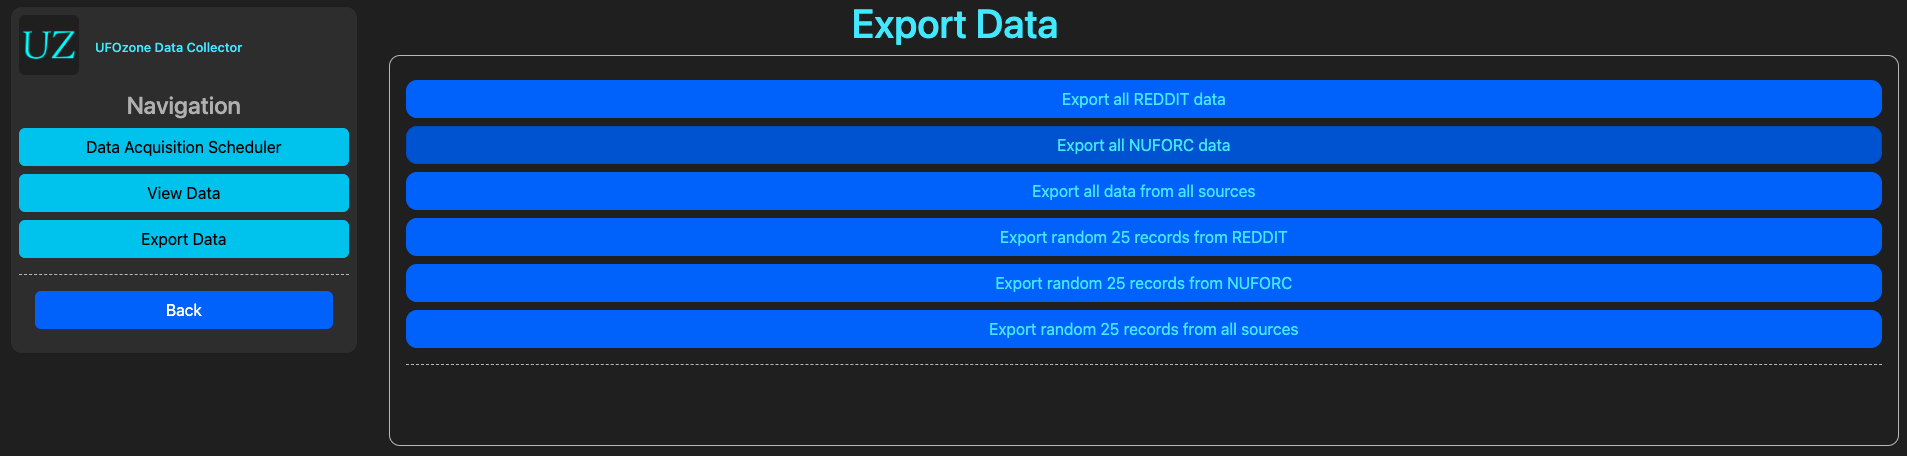 UZ
UFOzone Data Collector
Navigation
Data Acquisition Scheduler
View Data
Export Data
Back
Export Data
Export all REDDIT data
Export all NUFORC data
Export all data from all sources
Export random 25 records from REDDIT
Export random 25 records from NUFORC
Export random 25 records from all sources